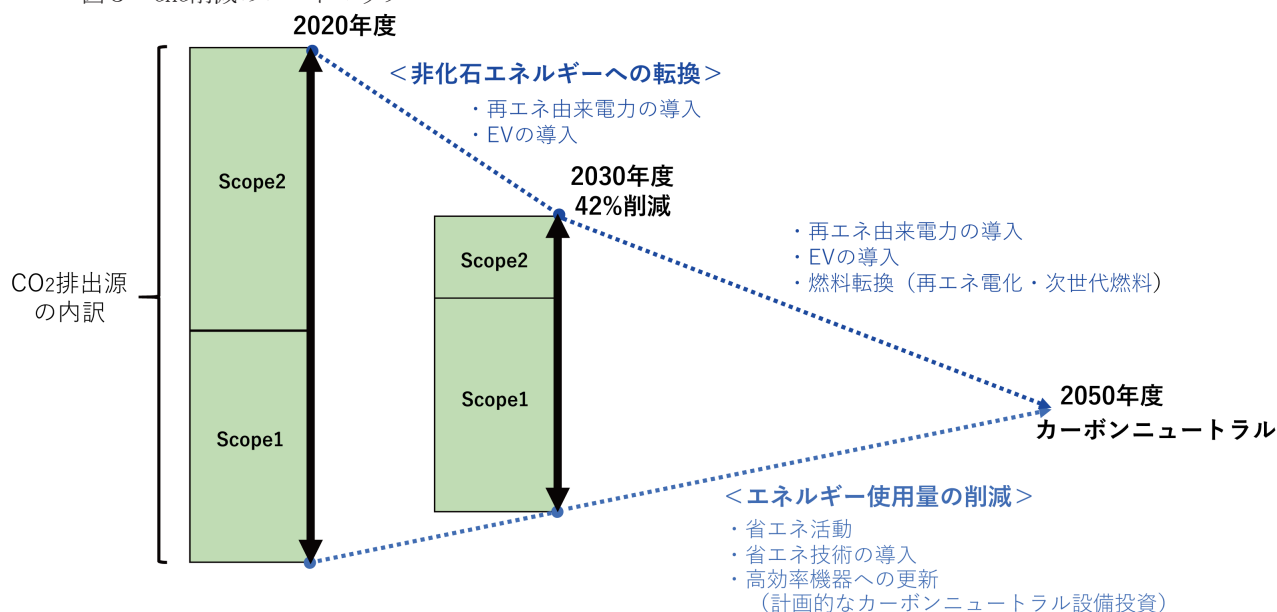 2020年度
＜非化石エネルギーへの転換＞
・再エネ由来電力の導入
・EVの導入
Scope2
2030年度
42%削減
・再エネ由来電力の導入
・EVの導入
・燃料転換（再エネ電化・次世代燃料）
Scope2
CO2排出源
の内訳
Scope1
Scope1
2050年度
カーボンニュートラル
＜エネルギー使用量の削減＞
・省エネ活動
・省エネ技術の導入
・高効率機器への更新
（計画的なカーボンニュートラル設備投資）